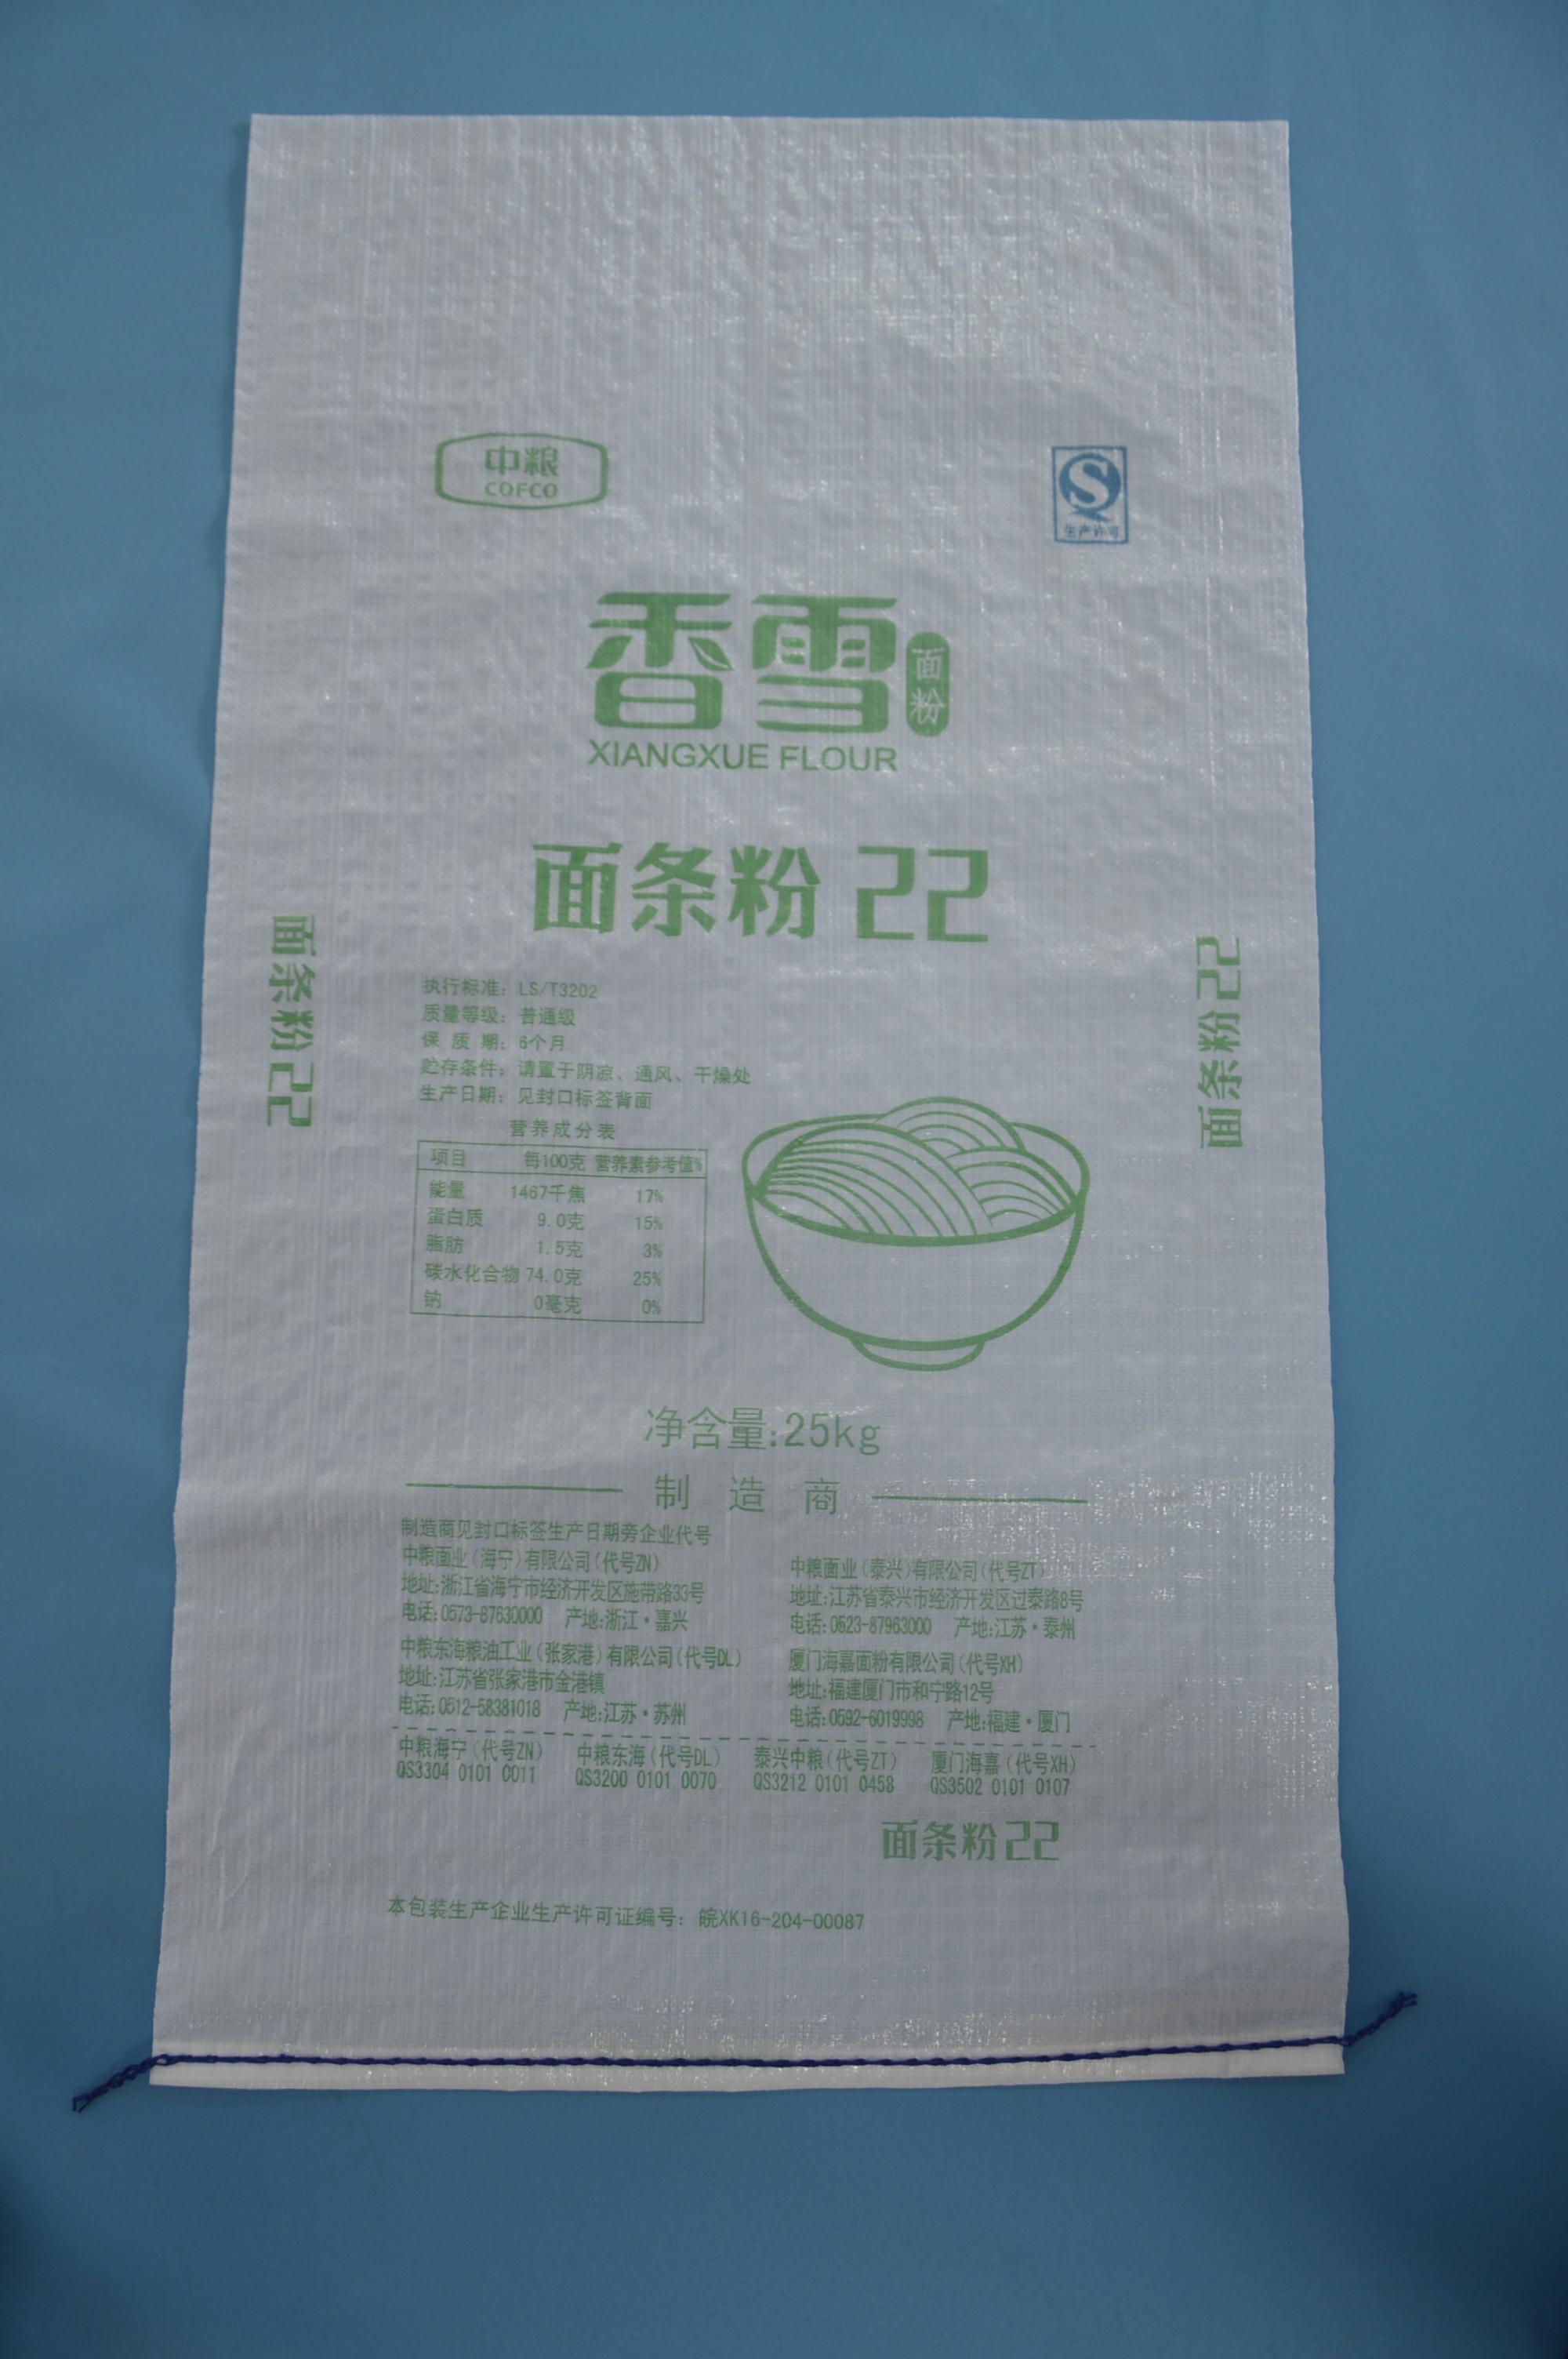 中粮
COFCO
S
生产许可
香雪
面粉
XIANGXUE FLOUR
面条粉 22
面条粉22
面条粉22
执行标准：LS/T3202
质量等级：普通级
保 质 期：6个月
贮存条件：请置于阴凉、通风、干燥处
生产日期：见封口标签背面
营养成分表
项目 每100克 营养素参考值%
能量 1467千焦 17%
蛋白质 9.0克 15%
脂肪 1.5克 3%
碳水化合物 74.0克 25%
钠 0毫克 0%
净含量:25kg
制 造 商
制造商见封口标签生产日期旁企业代号
中粮面业(海宁)有限公司(代号ZN)
地址:浙江省海宁市经济开发区施带路33号
电话:0573-87630000 产地:浙江·嘉兴
中粮东海粮油工业(张家港)有限公司(代号DL)
地址:江苏省张家港市金港镇
电话:0512-58381018 产地:江苏·苏州
中粮面业(泰兴)有限公司(代号ZT)
地址:江苏省泰兴市经济开发区过泰路8号
电话:0523-87963000 产地:江苏·泰州
厦门海嘉面粉有限公司(代号XH)
地址:福建厦门市和宁路12号
电话:0592-6019998 产地:福建·厦门
中粮海宁(代号ZN) 中粮东海(代号DL) 泰兴中粮(代号ZT) 厦门海嘉(代号XH)
QS3304 0101 0011 QS3200 0101 0070 QS3212 0101 0458 QS3502 0101 0107
面条粉22
本包装生产企业生产许可证编号：皖XK16-204-00087